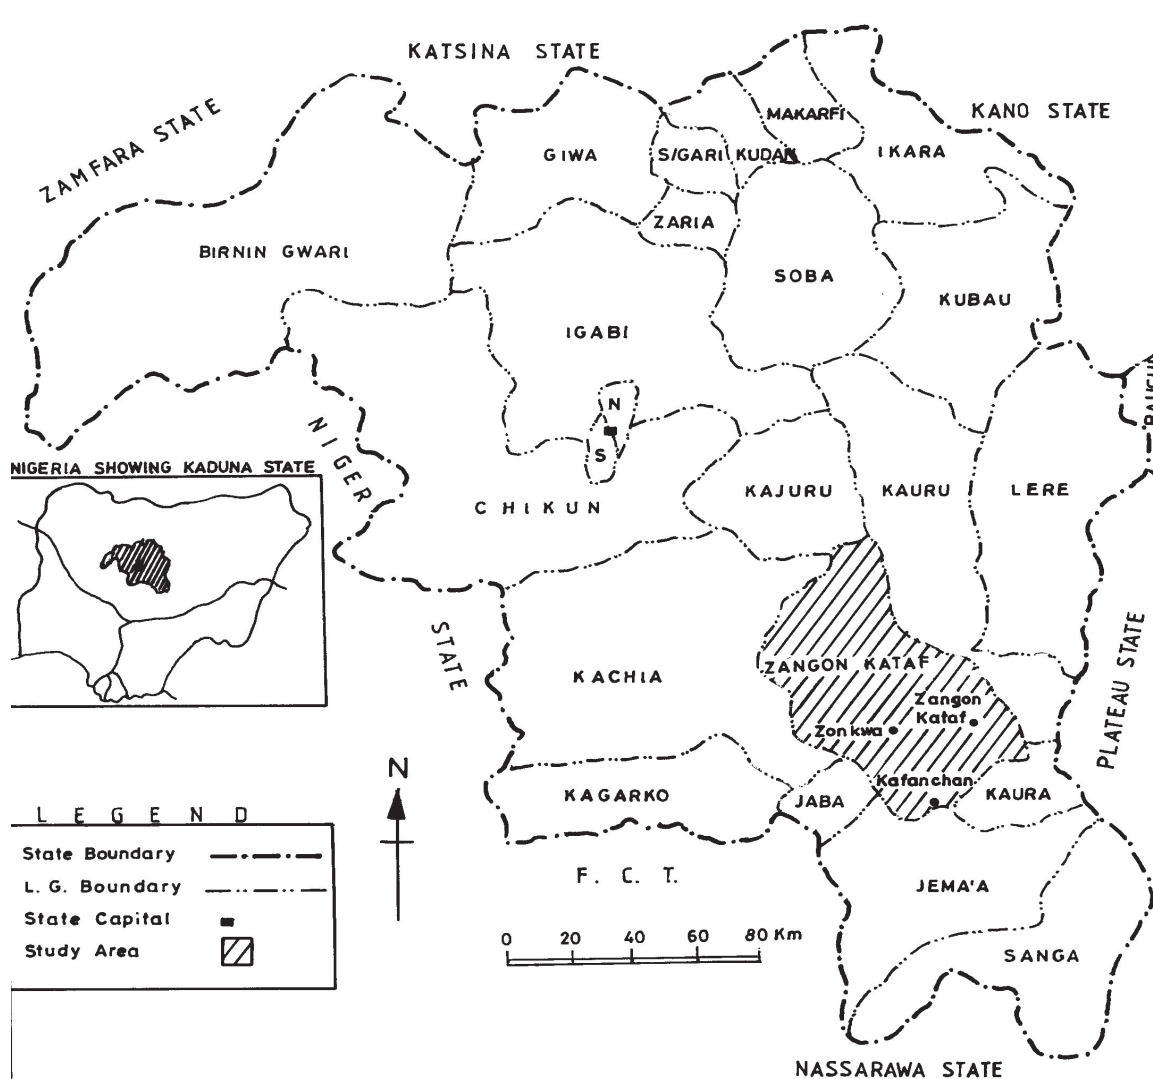 KATSINA STATE
ZAMFARA STATE
KANO STATE
MAKARFI
GIWA
S/GARI
KUDAN
IKARA
ZARIA
BIRNIN GWARI
SOBA
KUBAU
IGABI
N
S
NIGER
STATE
NIGERIA SHOWING KADUNA STATE
CHIKUN
KAJURU
KAURU
LERE
PLATEAU STATE
ZANGON KATAF
KACHIA
Zangon
Kataf
Zonkwa
Kafanchan
KAGARKO
JABA
KAURA
N
LEGEND
State Boundary
L. G. Boundary
State Capital
Study Area
F. C. T.
JEMA'A
SANGA
0 20 40 60 80 Km
NASSARAWA STATE